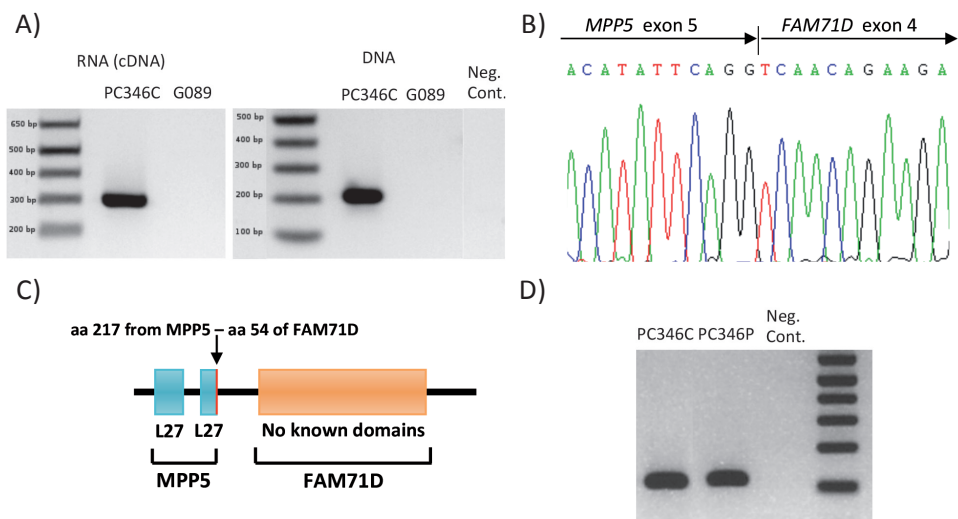 A)
RNA (cDNA)
PC346C G089
650 bp
500 bp
400 bp
300 bp
200 bp
DNA
PC346C G089
Neg.
Cont.
500 bp
400 bp
300 bp
200 bp
100 bp
B)
MPP5 exon 5 FAM71D exon 4
A C A T A T T C A G G T C A A C A G A A G A
C)
aa 217 from MPP5 – aa 54 of FAM71D
L27 L27 No known domains
MPP5 FAM71D
D)
PC346C PC346P
Neg.
Cont.